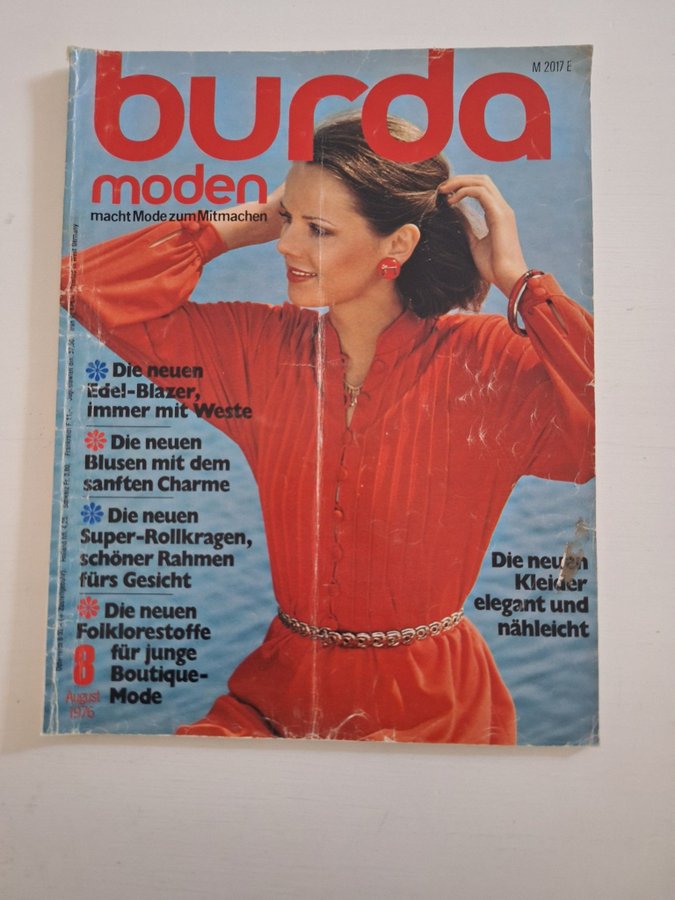 burda
M 2017 E
moden
macht Mode zum Mitmachen
Die neuen
Edel-Blazer,
immer mit Weste
Die neuen
Blusen mit dem
sanften Charme
Die neuen
Super-Rollkragen,
schöner Rahmen
fürs Gesicht
Die neuen
Folklorestoffe
für junge
Boutique-
Mode
8
August
1976
Die neuen
Kleider
elegant und
nähleicht